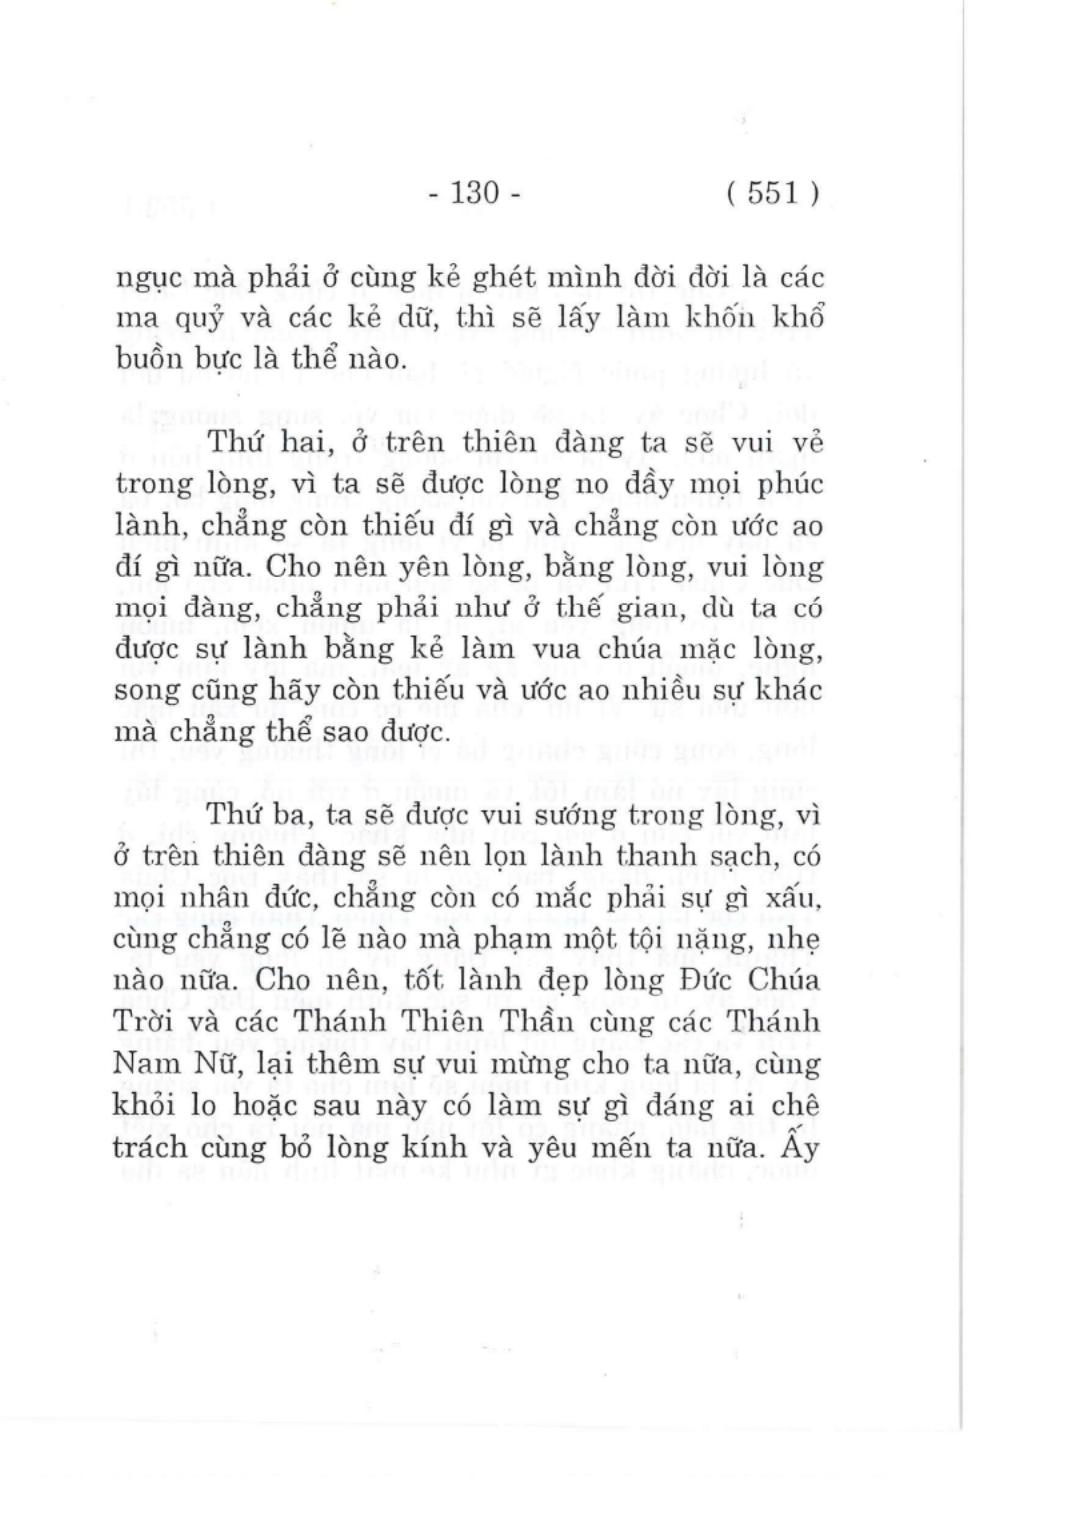 - 130 - ( 551 )
ngục mà phải ở cùng kẻ ghét mình đời đời là các
ma quỷ và các kẻ dữ, thì sẽ lấy làm khốn khổ
buồn bực là thể nào.
Thứ hai, ở trên thiên đàng ta sẽ vui vẻ
trong lòng, vì ta sẽ được lòng no đầy mọi phúc
lành, chẳng còn thiếu đí gì và chẳng còn ước ao
đí gì nữa. Cho nên yên lòng, bằng lòng, vui lòng
mọi đàng, chẳng phải như ở thế gian, dù ta có
được sự lành bằng kẻ làm vua chúa mặc lòng,
song cũng hãy còn thiếu và ước ao nhiều sự khác
mà chẳng thể sao được.
Thứ ba, ta sẽ được vui sướng trong lòng, vì
ở trên thiên đàng sẽ nên lọn lành thanh sạch, có
mọi nhân đức, chẳng còn có mắc phải sự gì xấu,
cùng chẳng có lẽ nào mà phạm một tội nặng, nhẹ
nào nữa. Cho nên, tốt lành đẹp lòng Đức Chúa
Trời và các Thánh Thiên Thần cùng các Thánh
Nam Nữ, lại thêm sự vui mừng cho ta nữa, cùng
khỏi lo hoặc sau này có làm sự gì đáng ai chê
trách cùng bỏ lòng kính và yêu mến ta nữa. Ấy